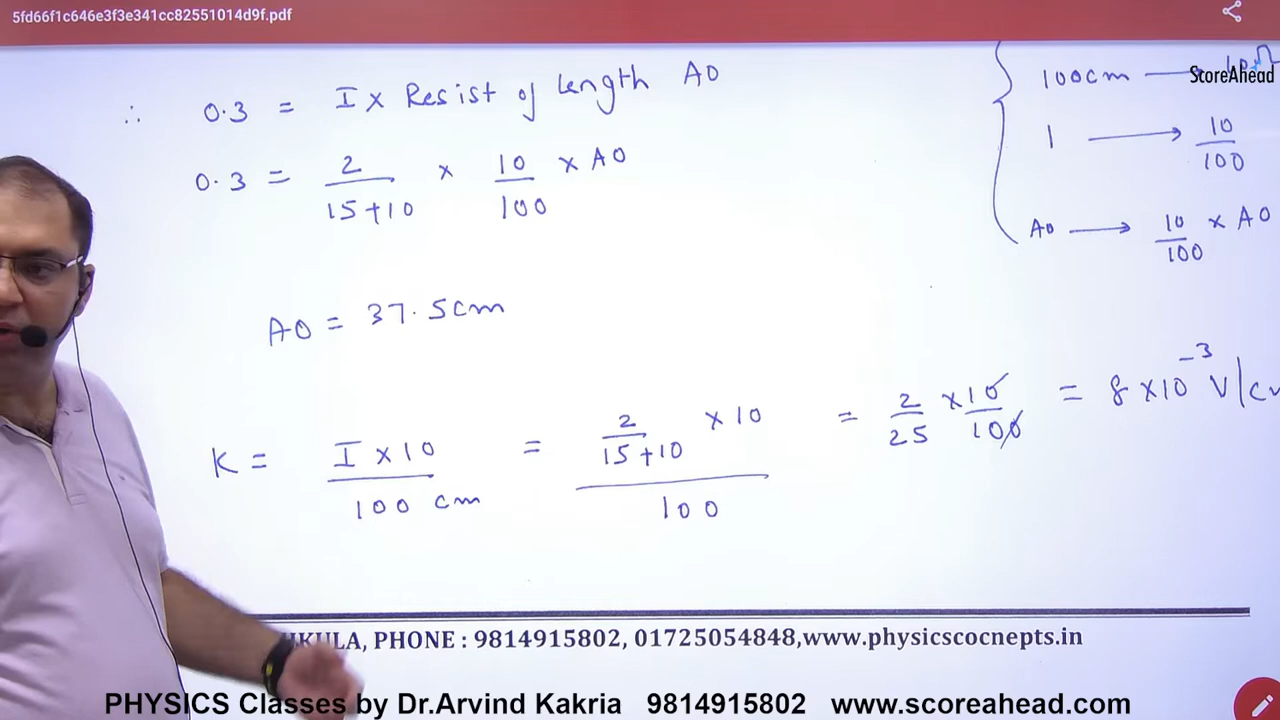 5fd66f1c646e3f3e341cc82551014d9f.pdf
ScoreAhead
∴ 0.3 = I x Resist of length AO
0.3 = 2/(15+10) x 10/100 x AO
100cm → 10Ω
1 → 10/100
AO → 10/100 x AO
AO = 37.5cm
K = (I x 10)/(100 cm) = (2/(15+10) x 10)/100 = 2/25 x 10/100 = 8 x 10⁻³ V/cm
KULA, PHONE : 9814915802, 01725054848,www.physicscocnepts.in
PHYSICS Classes by Dr.Arvind Kakria 9814915802 www.scoreahead.com